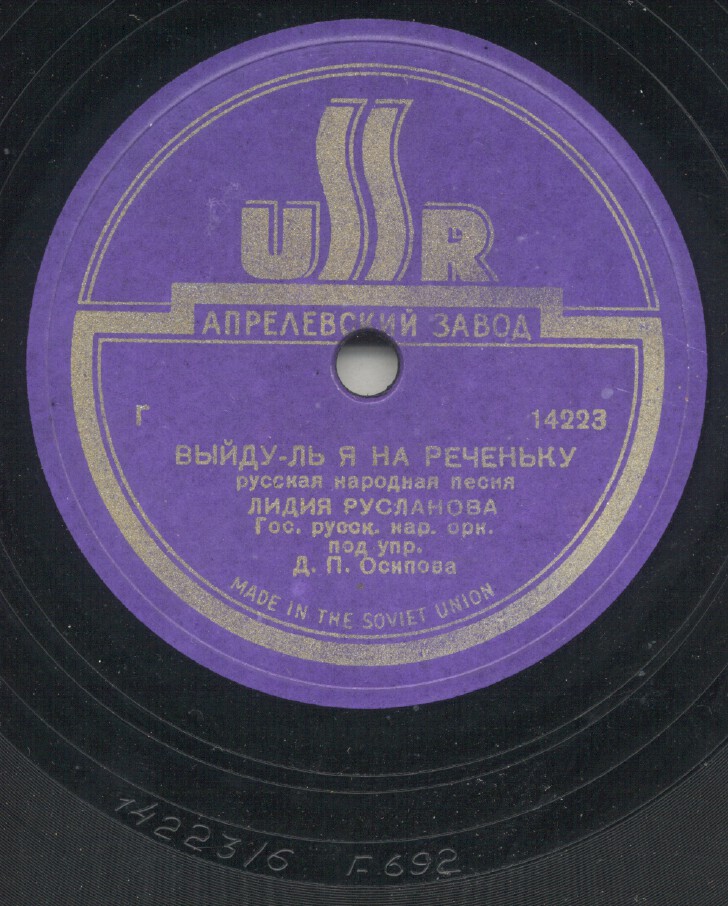 USSR
АПРЕЛЕВСКИЙ ЗАВОД
Г 14223
ВЫЙДУ-ЛЬ Я НА РЕЧЕНЬКУ
русская народная песня
ЛИДИЯ РУСЛАНОВА
Гос. русск. нар. орк.
под упр.
Д. П. Осипова
MADE IN THE SOVIET UNION
14223/6 Г692